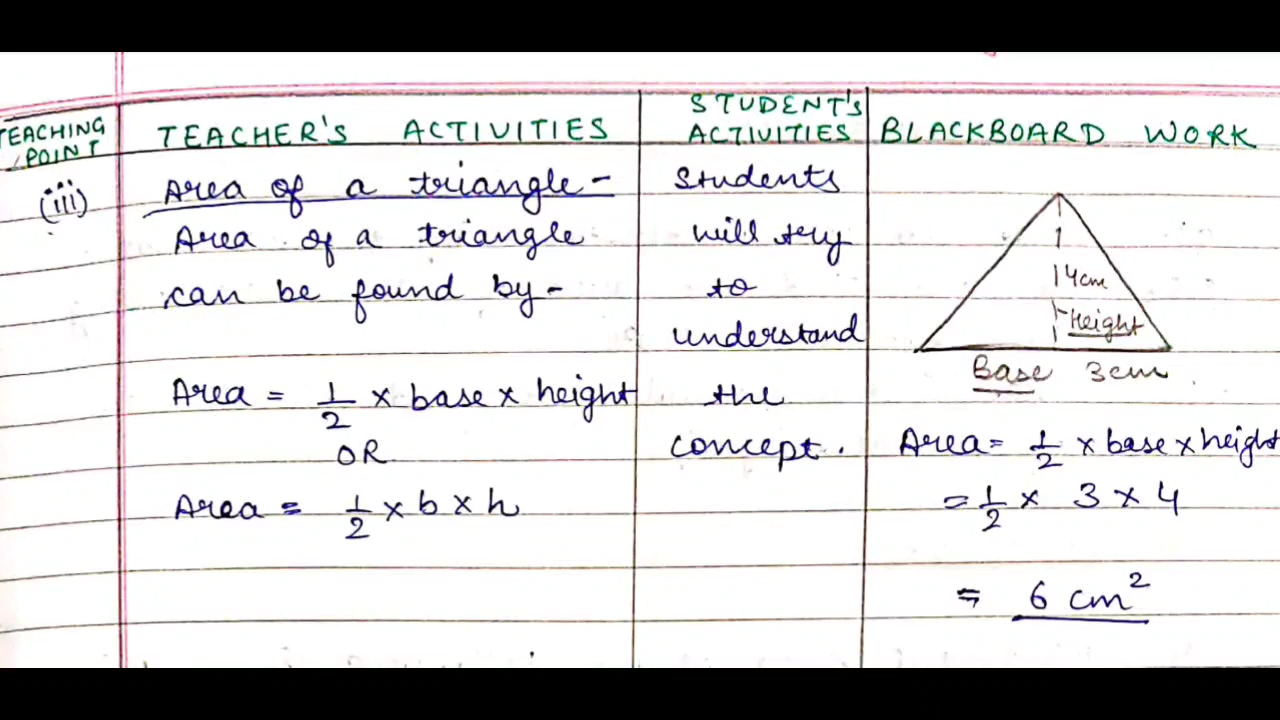 TEACHING POINT
TEACHER'S ACTIVITIES
STUDENT'S ACTIVITIES
BLACKBOARD WORK
(iii)
Area of a triangle-
Area of a triangle
can be found by-
Area = 1/2 × base × height
OR
Area = 1/2 × b × h
Students
will try
to
understand
the
concept.
4cm
Height
Base 3cm
Area = 1/2 × base × height
= 1/2 × 3 × 4
= 6 cm²